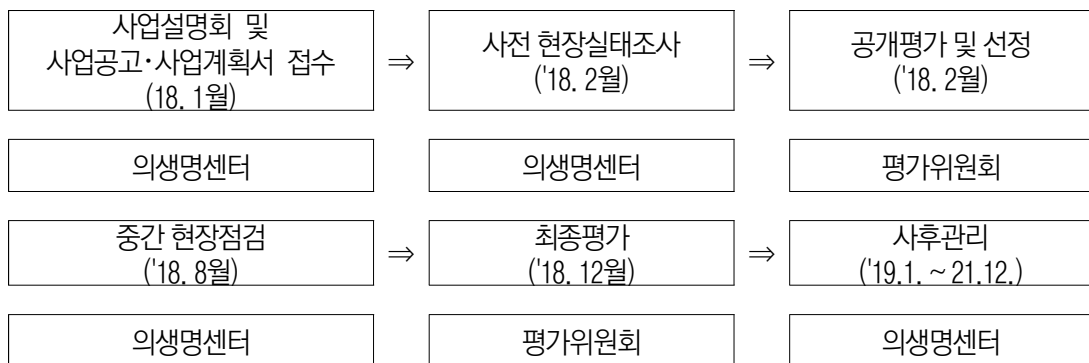 사업설명회 및
사업공고·사업계획서 접수
(18. 1월)
⇒
사전 현장실태조사
('18. 2월)
⇒
공개평가 및 선정
('18. 2월)
의생명센터
의생명센터
평가위원회
중간 현장점검
('18. 8월)
⇒
최종평가
('18. 12월)
⇒
사후관리
('19.1. ~ 21.12.)
의생명센터
평가위원회
의생명센터